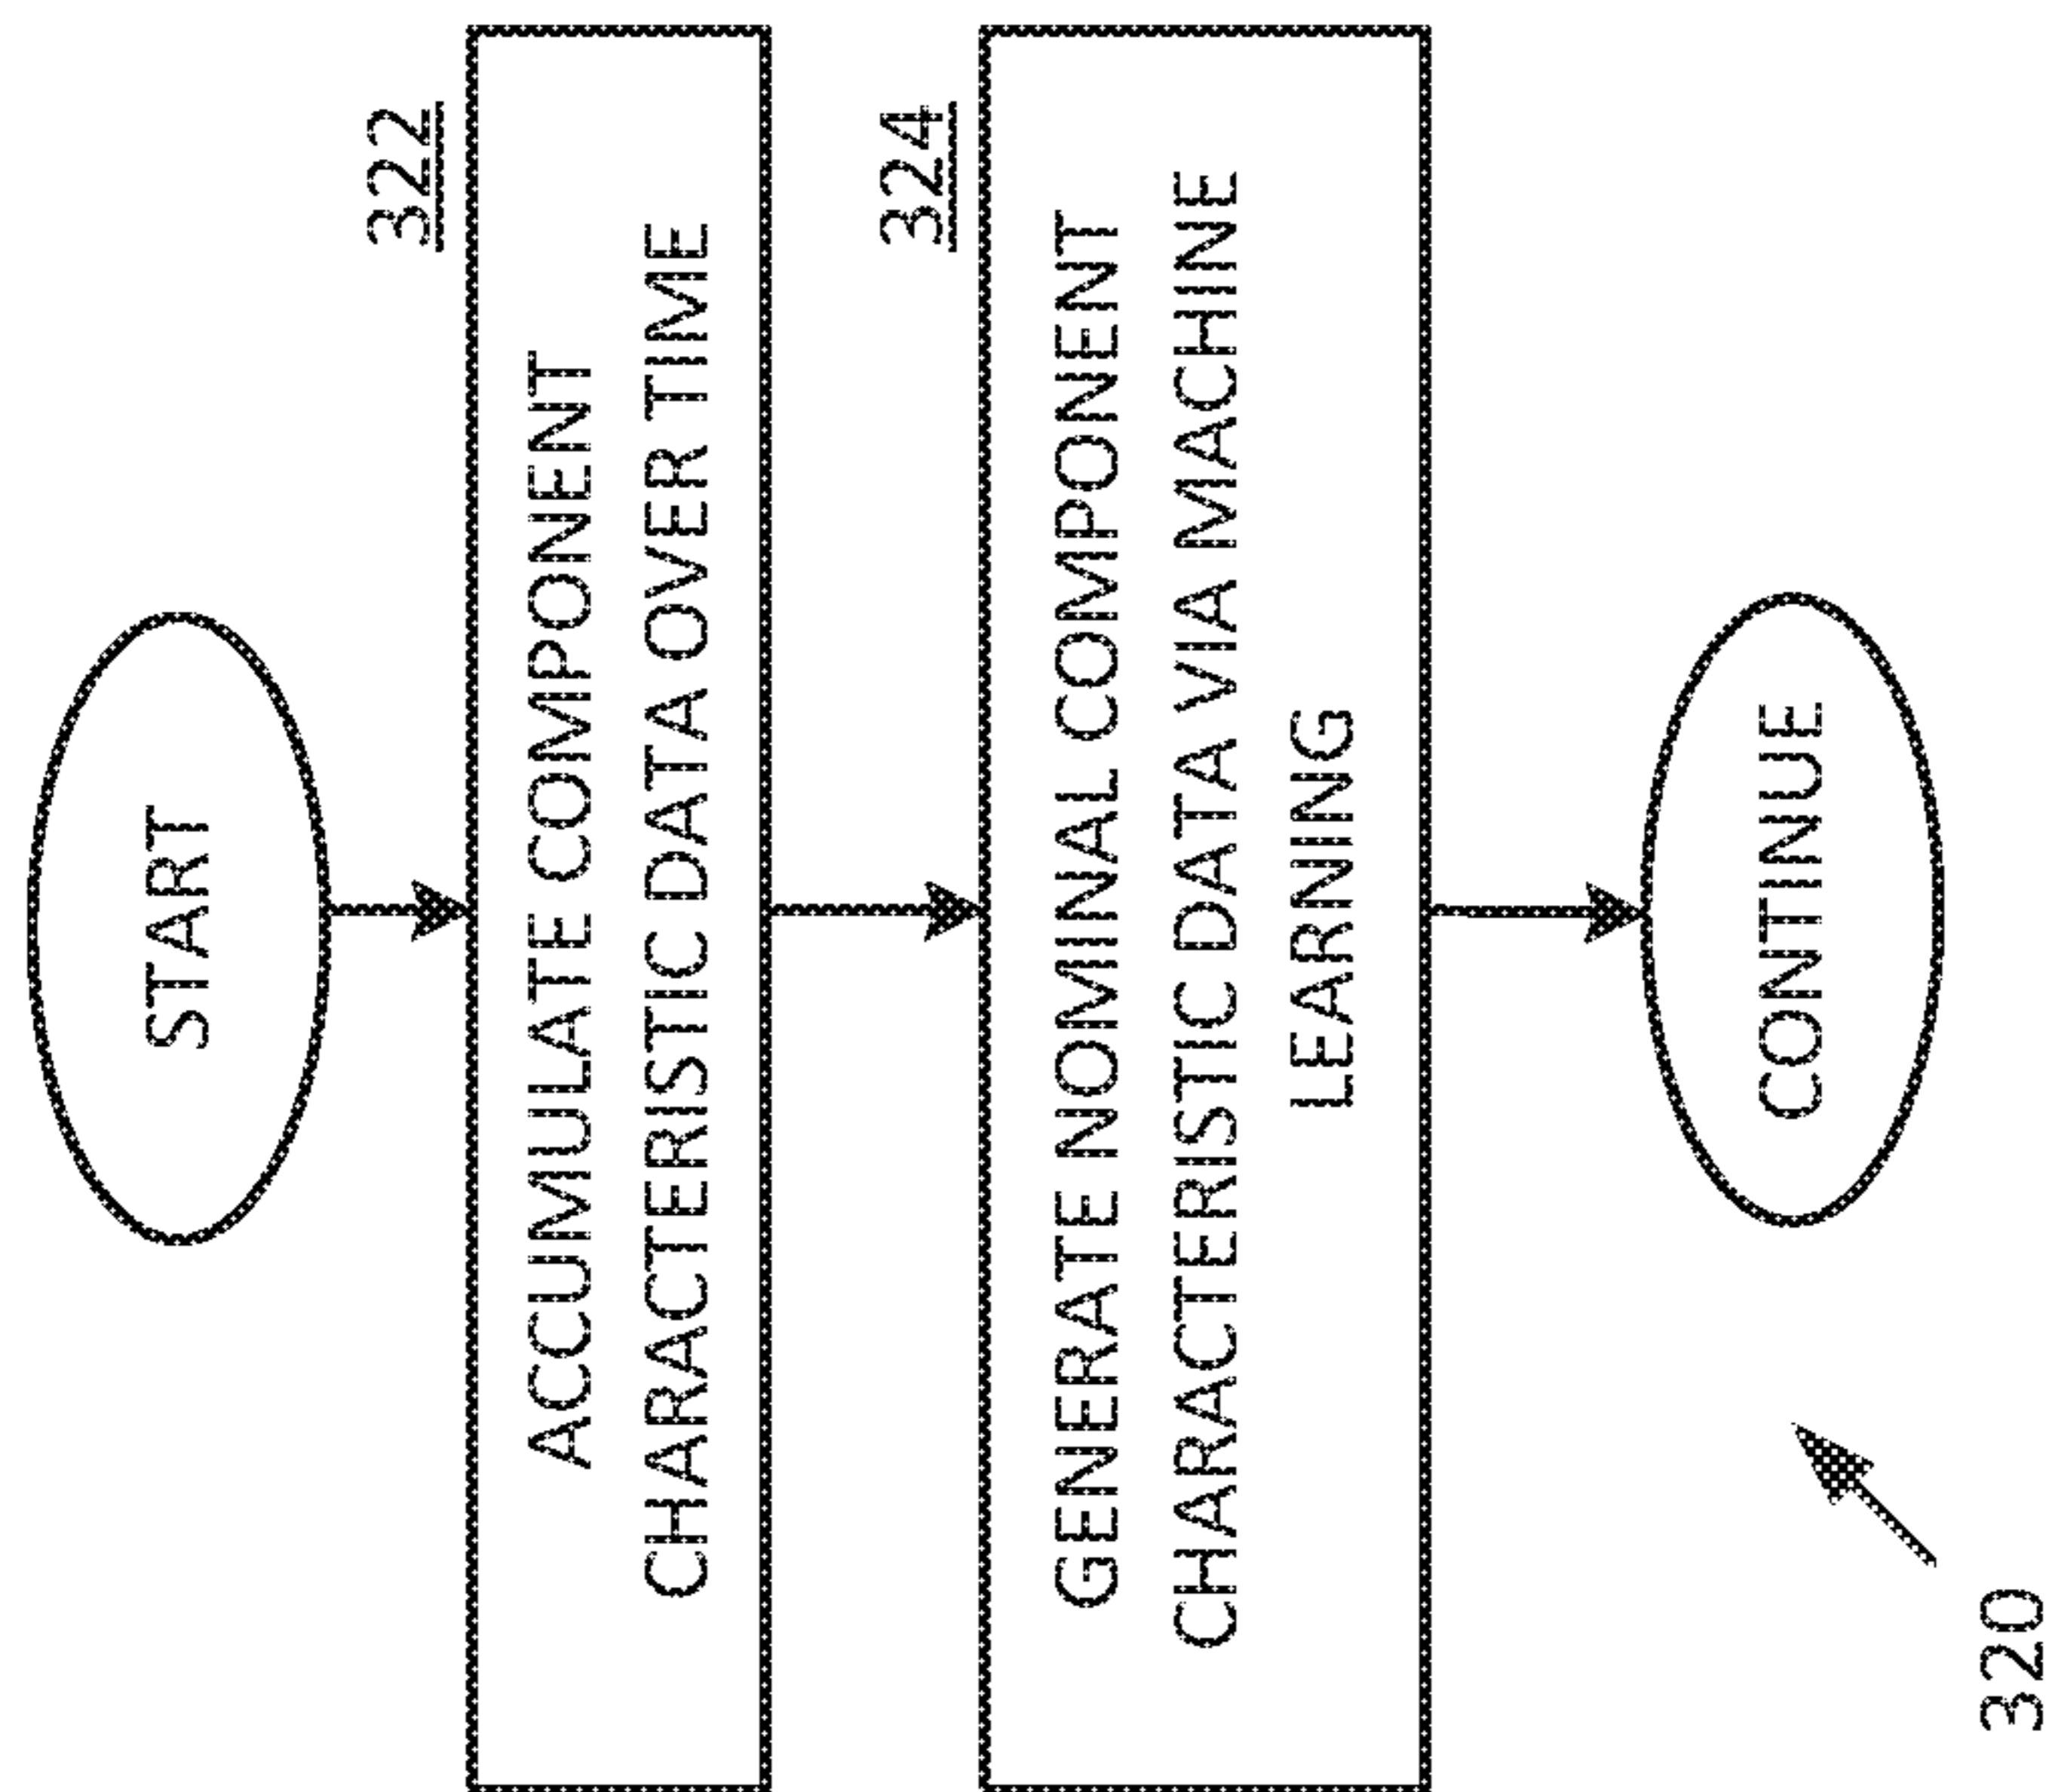 START
322
ACCUMULATE COMPONENT
CHARACTERISTIC DATA OVER TIME
324
GENERATE NOMINAL COMPONENT
CHARACTERISTIC DATA VIA MACHINE
LEARNING
CONTINUE
320